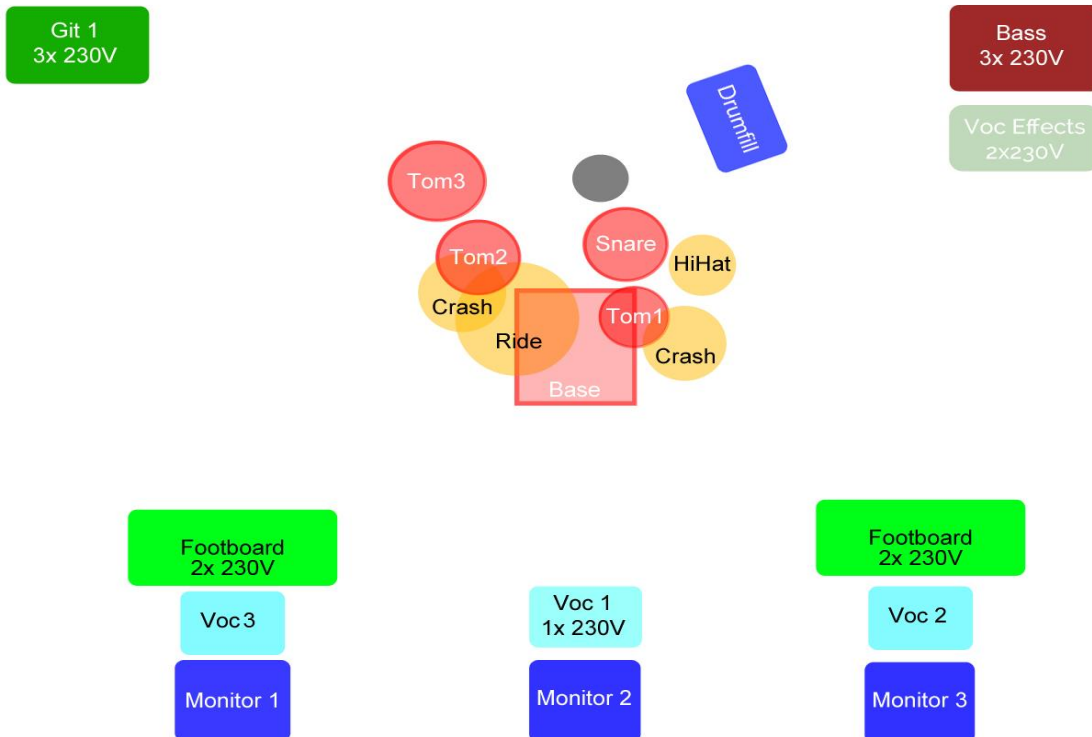 Git 1
3x 230V
Bass
3x 230V
Drumfill
Voc Effects
2x230V
Tom3
Snare
Tom2
HiHat
Crash
Tom1
Ride
Crash
Base
Footboard
2x 230V
Footboard
2x 230V
Voc 3
Voc 1
1x 230V
Voc 2
Monitor 1
Monitor 2
Monitor 3